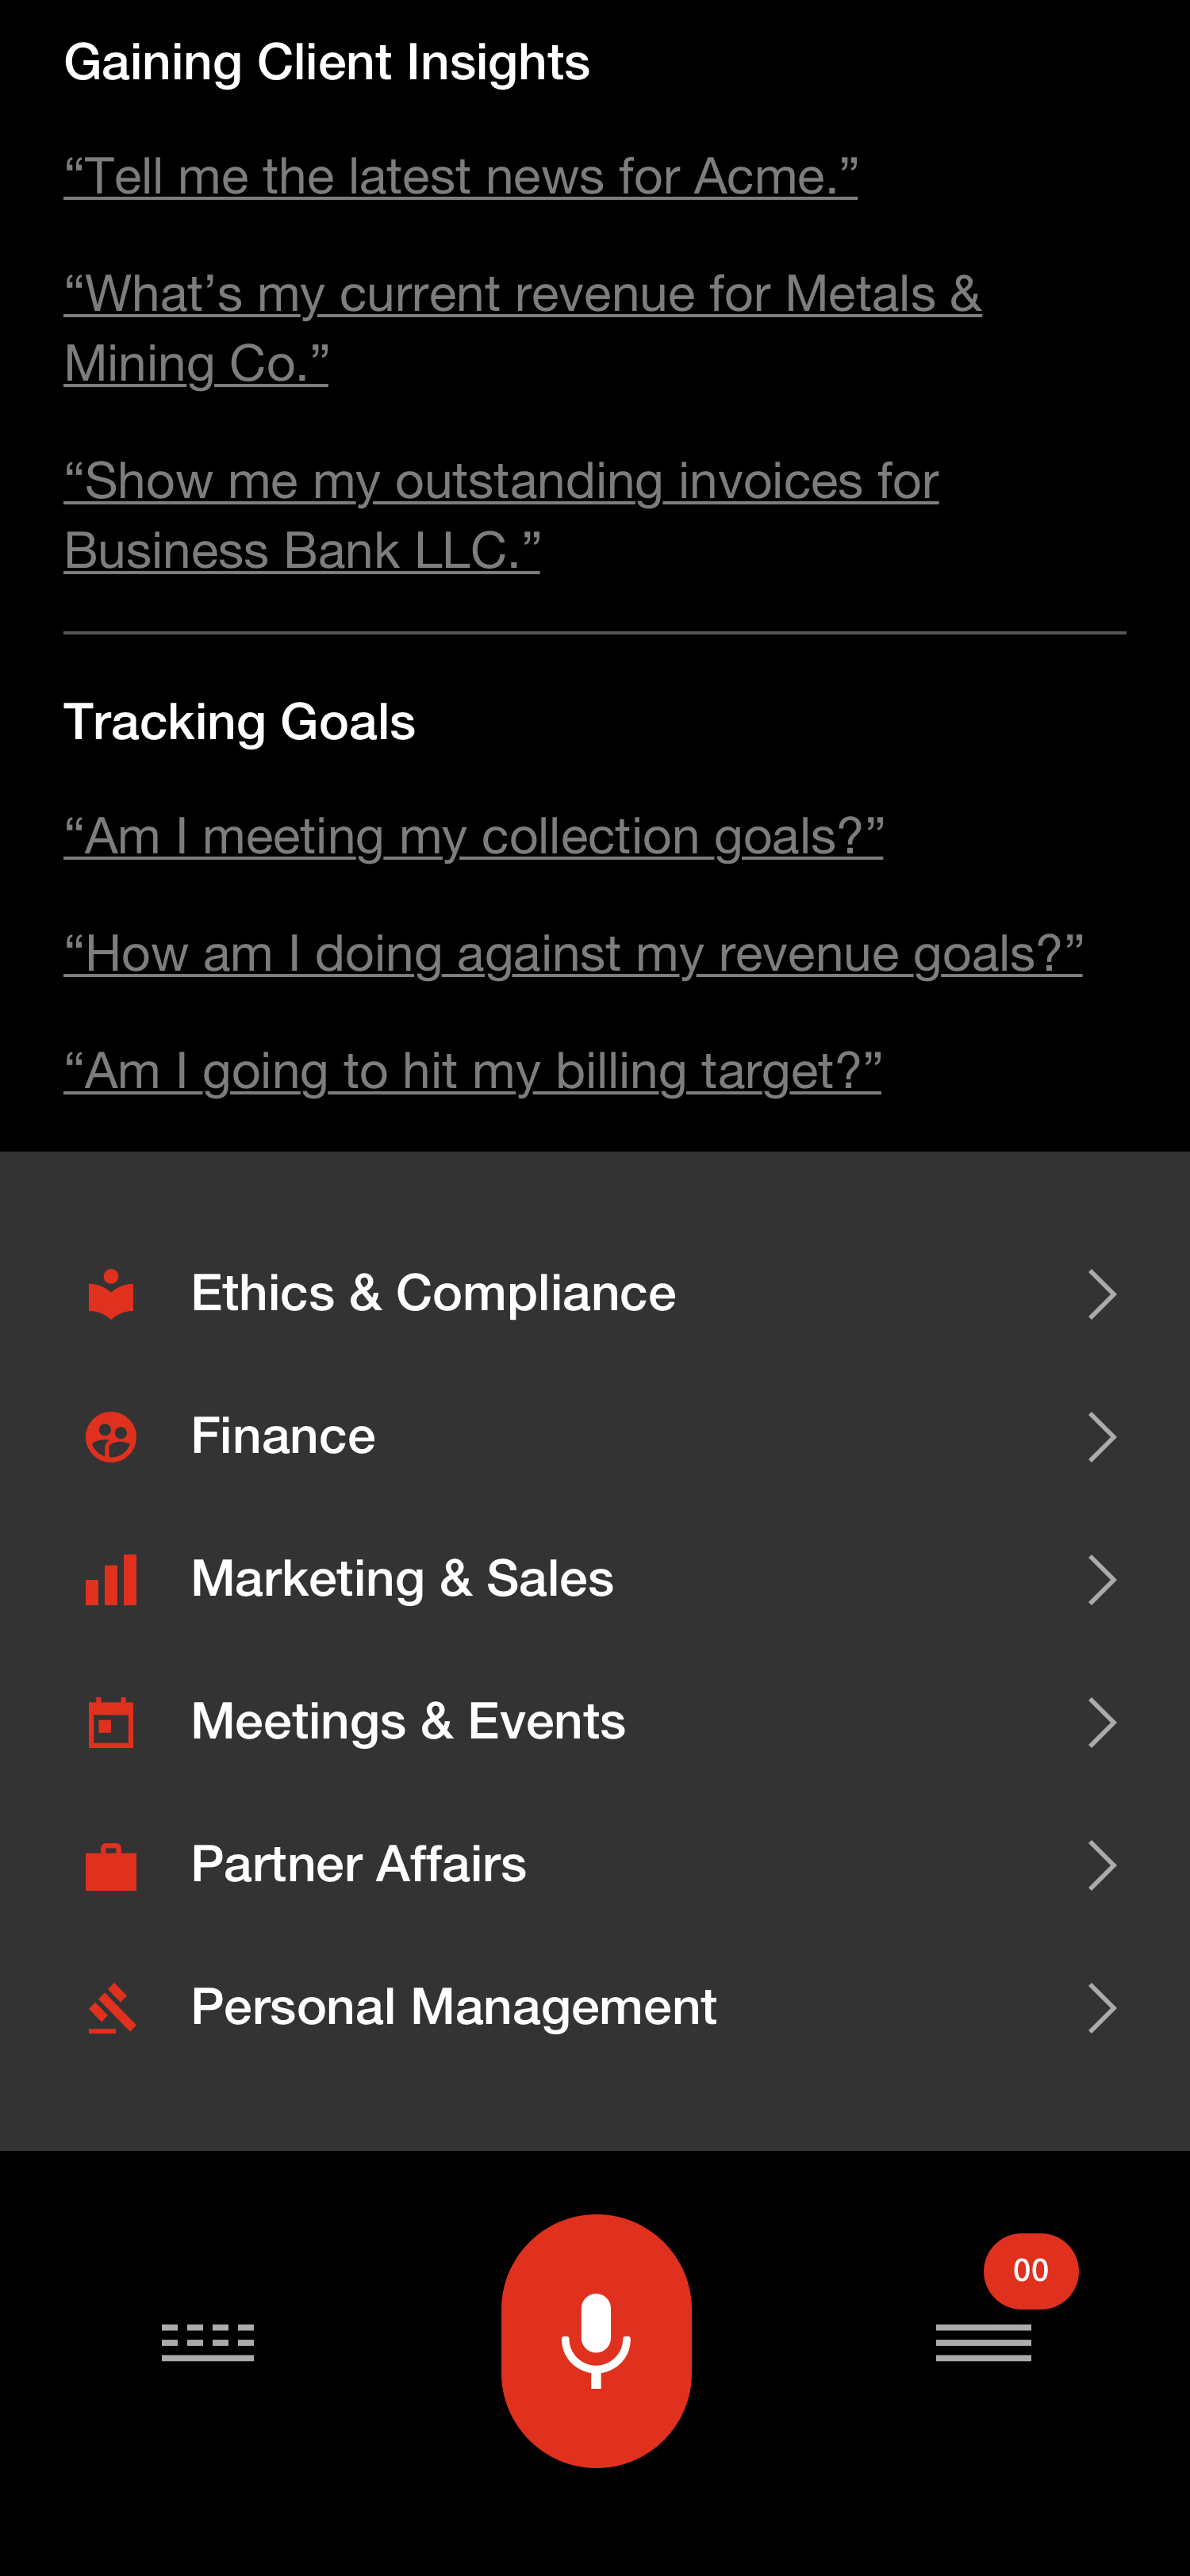 Gaining Client Insights
“Tell me the latest news for Acme.”
“What’s my current revenue for Metals &
Mining Co.”
“Show me my outstanding invoices for
Business Bank LLC.”
Tracking Goals
“Am I meeting my collection goals?”
“How am I doing against my revenue goals?”
“Am I going to hit my billing target?”
Ethics & Compliance
Finance
Marketing & Sales
Meetings & Events
Partner Affairs
Personal Management
00